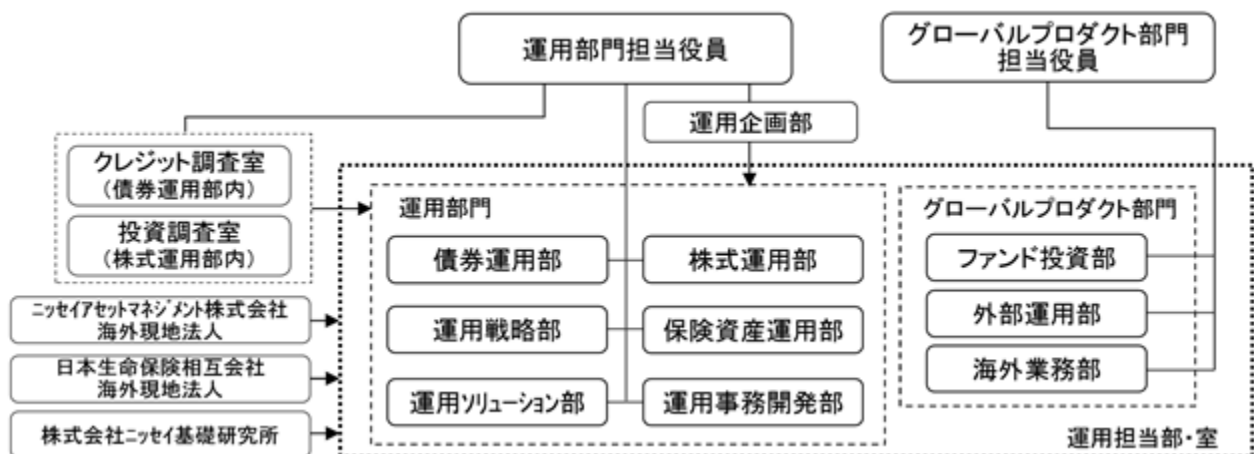 運用部門担当役員
グローバルプロダクト部門
担当役員
運用企画部
クレジット調査室
(債券運用部内)
投資調査室
(株式運用部内)
運用部門
債券運用部
株式運用部
運用戦略部
保険資産運用部
運用ソリューション部
運用事務開発部
グローバルプロダクト部門
ファンド投資部
外部運用部
海外業務部
ニッセイアセットマネジメント株式会社
海外現地法人
日本生命保険相互会社
海外現地法人
株式会社ニッセイ基礎研究所
運用担当部・室